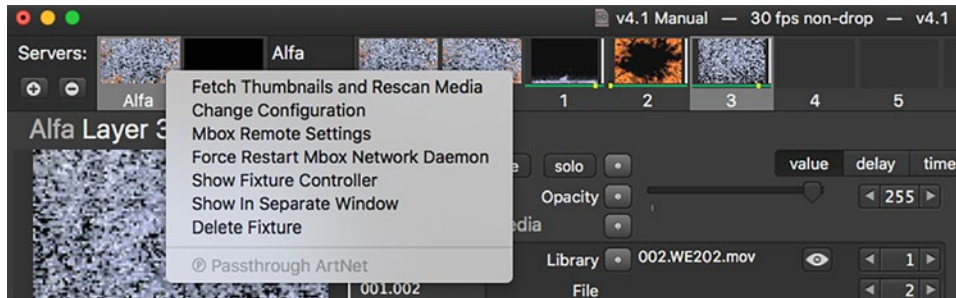 v4.1 Manual — 30 fps non-drop — v4.1
Servers:
Alfa
Alfa
1
2
3
4
5
Fetch Thumbnails and Rescan Media
Change Configuration
Mbox Remote Settings
Force Restart Mbox Network Daemon
Show Fixture Controller
Show In Separate Window
Delete Fixture
Ⓟ Passthrough ArtNet
Alfa Layer 3
solo
value delay time
Opacity
255
Library 002.WE202.mov 1
001.002 File 2